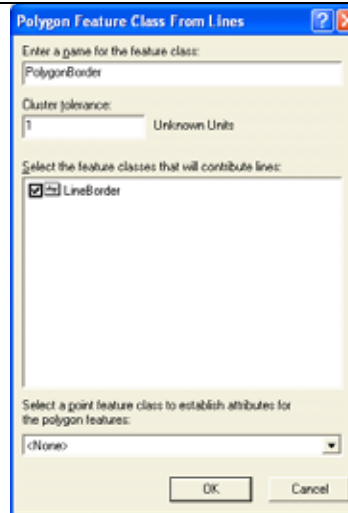 Polygon Feature Class From Lines
Enter a name for the feature class:
PolygonBorder
Cluster tolerance:
1 Unknown Units
Select the feature classes that will contribute lines:
LineBorder
Select a point feature class to establish attributes for
the polygon features:
<None>
OK Cancel